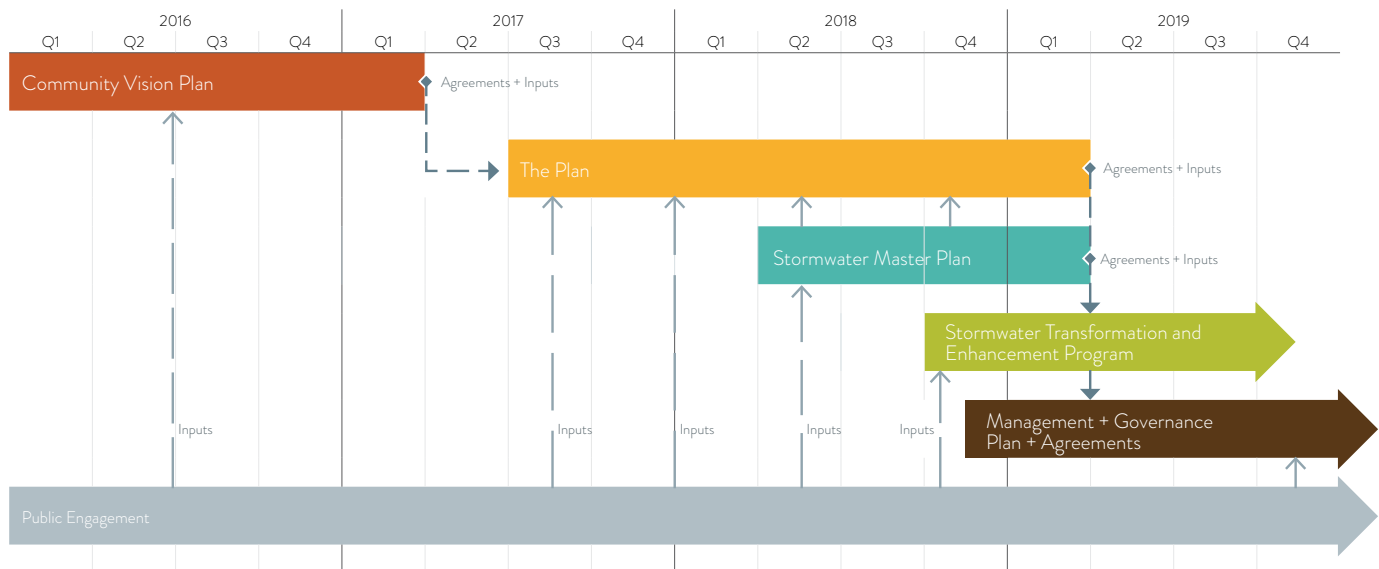 2016 2017 2018 2019
Q1 Q2 Q3 Q4 Q1 Q2 Q3 Q4 Q1 Q2 Q3 Q4 Q1 Q2 Q3 Q4
Community Vision Plan
Agreements + Inputs
The Plan
Agreements + Inputs
Stormwater Master Plan
Agreements + Inputs
Stormwater Transformation and
Enhancement Program
Management + Governance
Plan + Agreements
Inputs Inputs Inputs Inputs Inputs
Public Engagement